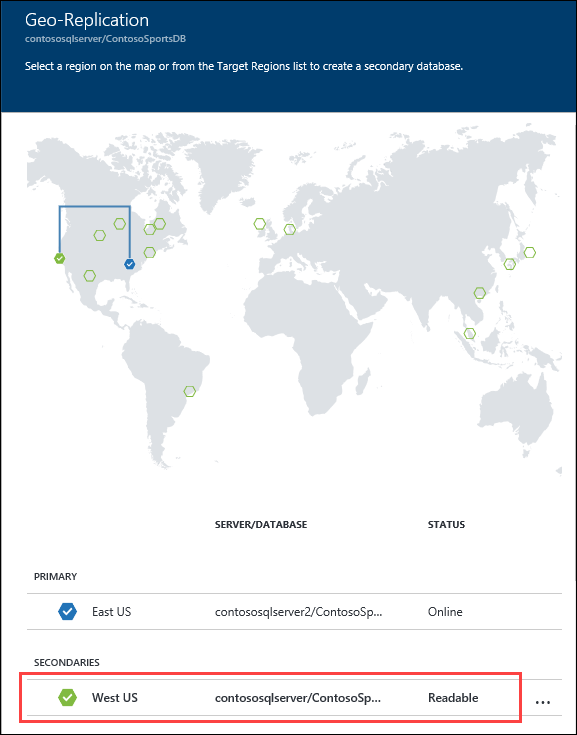 Geo-Replication
contososqlserver/ContosoSportsDB
Select a region on the map or from the Target Regions list to create a secondary database.
SERVER/DATABASE STATUS
PRIMARY
East US contososqlserver2/ContosoSp... Online
SECONDARIES
West US contososqlserver/ContosoSp... Readable ...